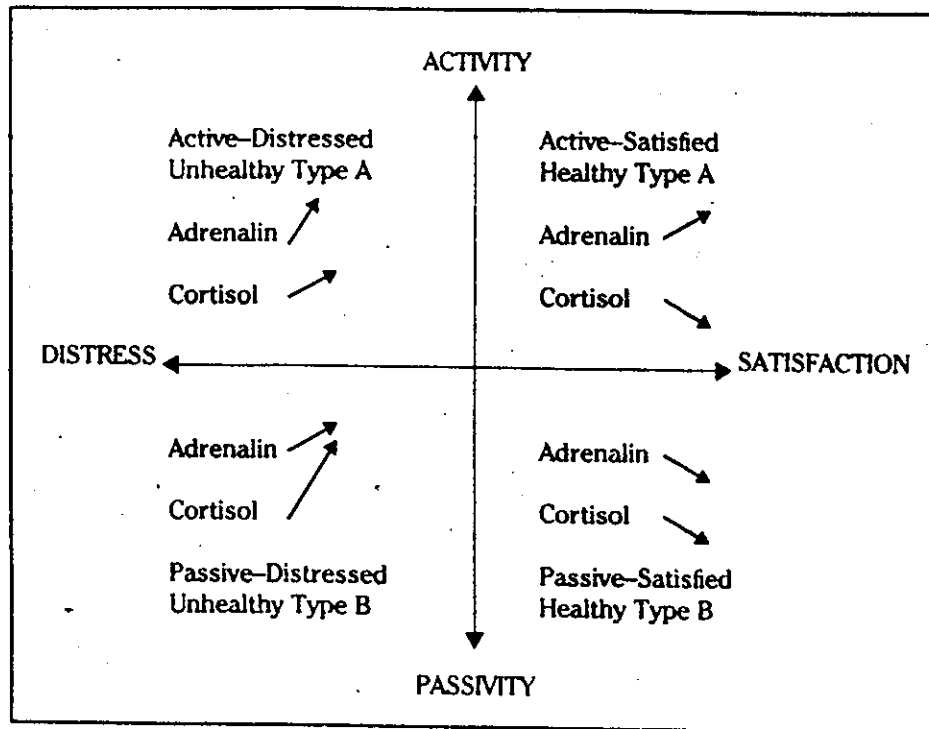 ACTIVITY
Active–Distressed
Unhealthy Type A
Adrenalin
Cortisol
Active–Satisfied
Healthy Type A
Adrenalin
Cortisol
DISTRESS
SATISFACTION
Adrenalin
Cortisol
Passive–Distressed
Unhealthy Type B
Adrenalin
Cortisol
Passive–Satisfied
Healthy Type B
PASSIVITY